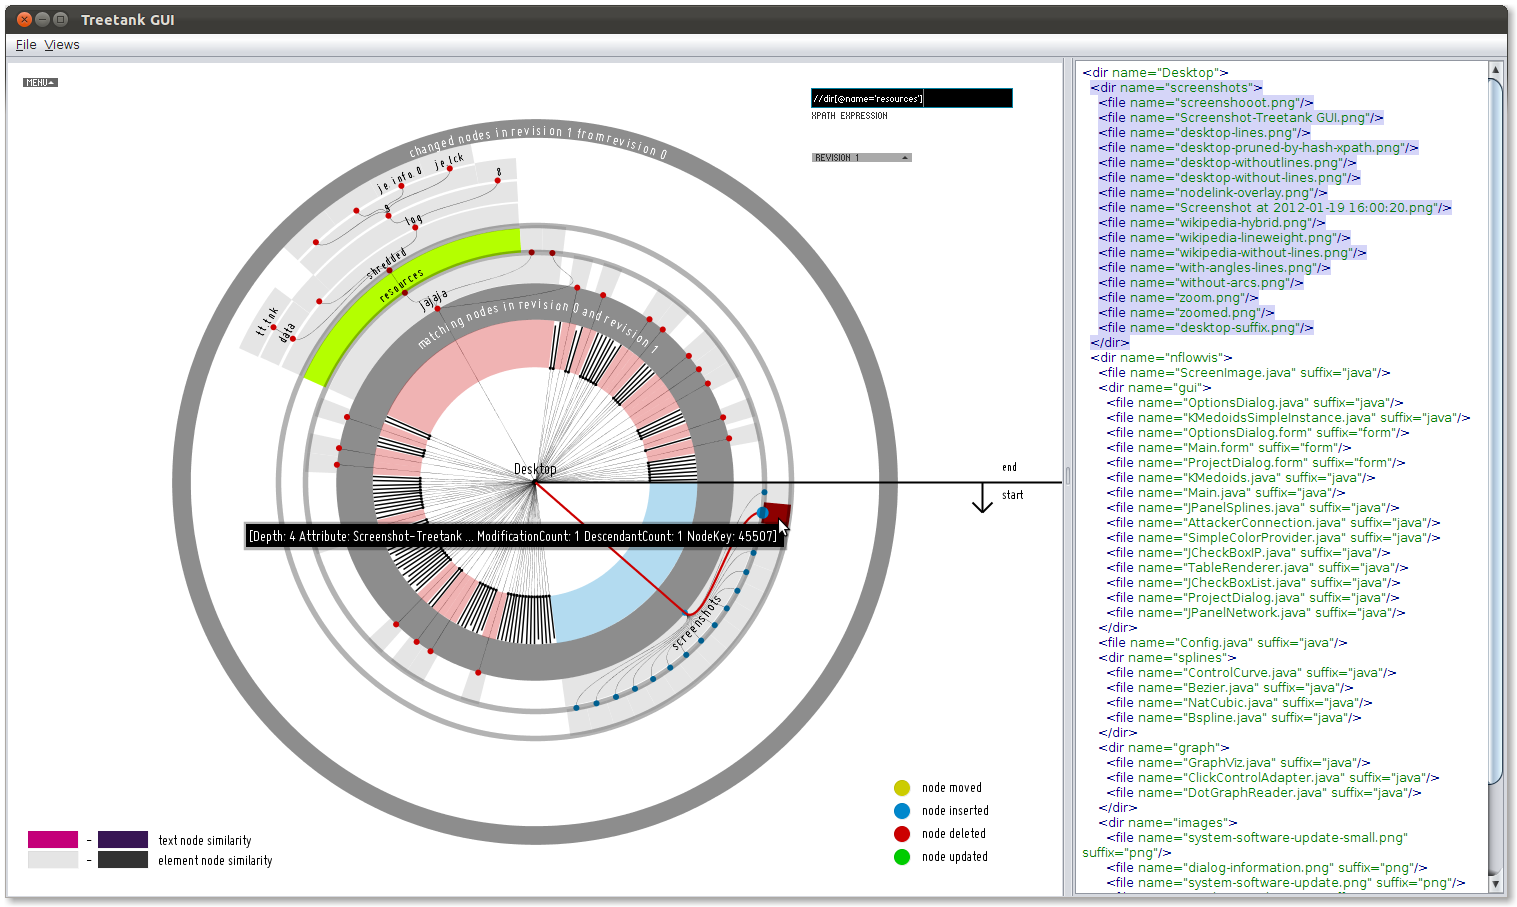 Treetank GUI
File Views
MENU
//dir[@name='resources']
XPATH EXPRESSION
REVISION 1
changed nodes in revision 1 from revision 0
je.info.0
je.lck
8
9
log
shredded
resources
jajaja
tt.tnk
data
matching nodes in revision 0 and revision 1
Desktop
end
start
[Depth: 4 Attribute: Screenshot-Treetank ... ModificationCount: 1 DescendantCount: 1 NodeKey: 45507]
screenshots
node moved
node inserted
node deleted
node updated
- text node similarity
- element node similarity
<dir name="Desktop">
<dir name="screenshots">
<file name="screenshooot.png"/>
<file name="Screenshot-Treetank GUI.png"/>
<file name="desktop-lines.png"/>
<file name="desktop-pruned-by-hash-xpath.png"/>
<file name="desktop-withoutlines.png"/>
<file name="desktop-without-lines.png"/>
<file name="nodelink-overlay.png"/>
<file name="Screenshot at 2012-01-19 16:00:20.png"/>
<file name="wikipedia-hybrid.png"/>
<file name="wikipedia-lineweight.png"/>
<file name="wikipedia-without-lines.png"/>
<file name="with-angles-lines.png"/>
<file name="without-arcs.png"/>
<file name="zoom.png"/>
<file name="zoomed.png"/>
<file name="desktop-suffix.png"/>
</dir>
<dir name="nflowvis">
<file name="ScreenImage.java" suffix="java"/>
<dir name="gui">
<file name="OptionsDialog.java" suffix="java"/>
<file name="KMedoidsSimpleInstance.java" suffix="java"/>
<file name="OptionsDialog.form" suffix="form"/>
<file name="Main.form" suffix="form"/>
<file name="ProjectDialog.form" suffix="form"/>
<file name="KMedoids.java" suffix="java"/>
<file name="Main.java" suffix="java"/>
<file name="JPanelSplines.java" suffix="java"/>
<file name="AttackerConnection.java" suffix="java"/>
<file name="SimpleColorProvider.java" suffix="java"/>
<file name="JCheckBoxIP.java" suffix="java"/>
<file name="TableRenderer.java" suffix="java"/>
<file name="JCheckBoxList.java" suffix="java"/>
<file name="ProjectDialog.java" suffix="java"/>
<file name="JPanelNetwork.java" suffix="java"/>
</dir>
<file name="Config.java" suffix="java"/>
<dir name="splines">
<file name="ControlCurve.java" suffix="java"/>
<file name="Bezier.java" suffix="java"/>
<file name="NatCubic.java" suffix="java"/>
<file name="Bspline.java" suffix="java"/>
</dir>
<dir name="graph">
<file name="GraphViz.java" suffix="java"/>
<file name="ClickControlAdapter.java" suffix="java"/>
<file name="DotGraphReader.java" suffix="java"/>
</dir>
<dir name="images">
<file name="system-software-update-small.png"
suffix="png"/>
<file name="dialog-information.png" suffix="png"/>
<file name="system-software-update.png" suffix="png"/>